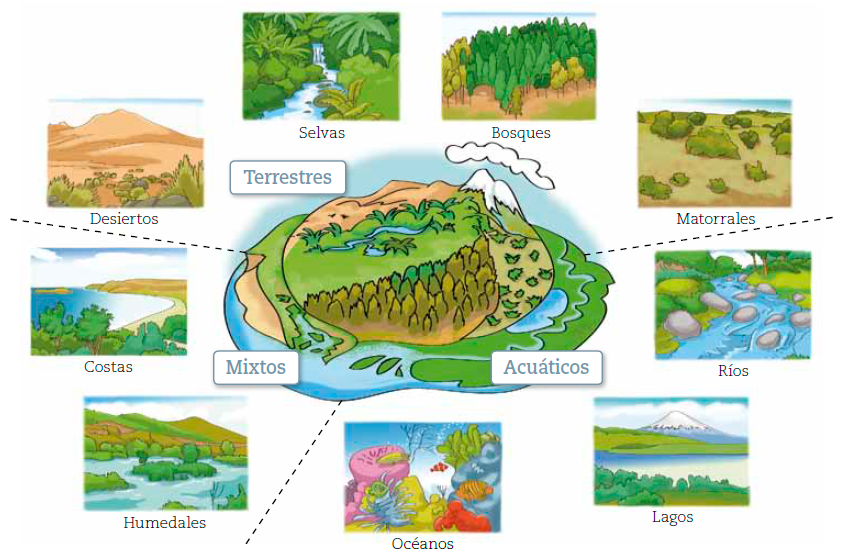 Selvas
Bosques
Terrestres
Desiertos
Matorrales
Costas
Mixtos
Acuáticos
Ríos
Humedales
Océanos
Lagos